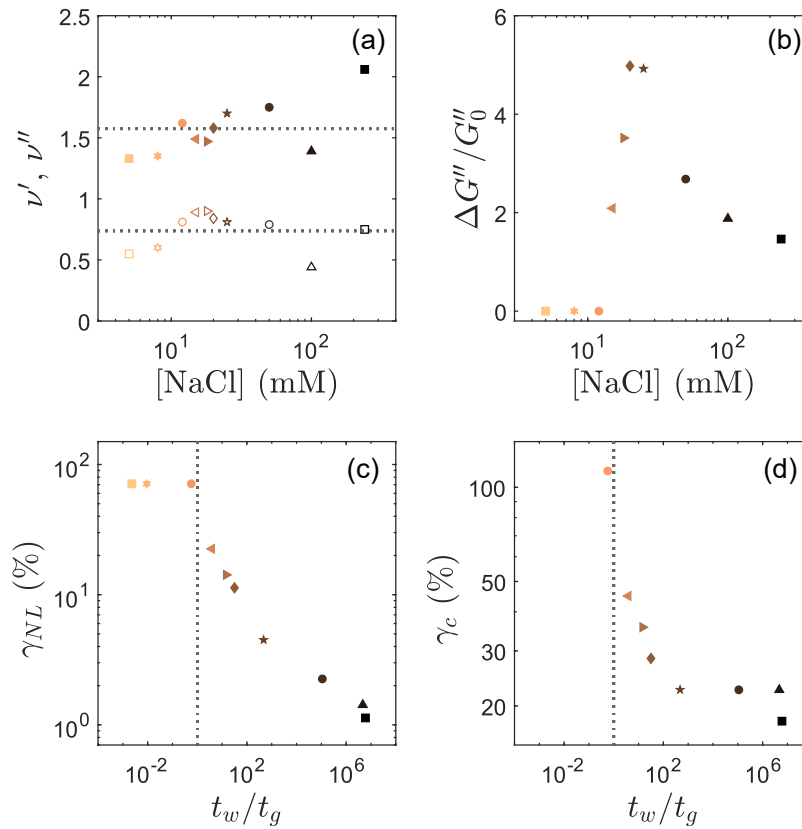 (a)
2.5
2
1.5
1
0.5
0
ν′, ν″
10¹
10²
[NaCl] (mM)
(b)
6
4
2
0
ΔG″/G″₀
10¹
10²
[NaCl] (mM)
(c)
10²
10¹
10⁰
γ_NL (%)
10⁻²
10²
10⁶
t_w/t_g
(d)
100
50
30
20
γ_c (%)
10⁻²
10²
10⁶
t_w/t_g